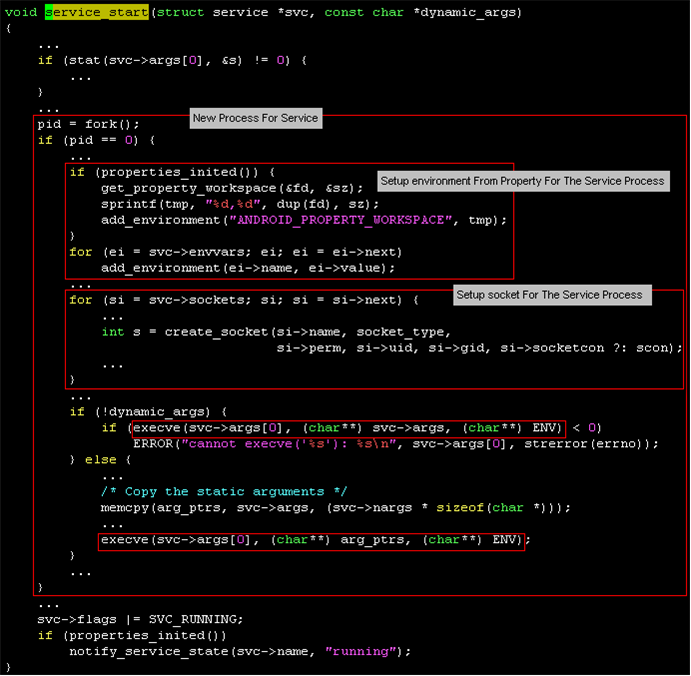 void service_start(struct service *svc, const char *dynamic_args)
{
    ...
    if (stat(svc->args[0], &s) != 0) {
        ...
    }
    ...
    pid = fork();
New Process For Service
    if (pid == 0) {
        ...
        if (properties_inited()) {
            get_property_workspace(&fd, &sz);
Setup environment From Property For The Service Process
            sprintf(tmp, "%d,%d", dup(fd), sz);
            add_environment("ANDROID_PROPERTY_WORKSPACE", tmp);
        }
        for (ei = svc->envvars; ei; ei = ei->next)
            add_environment(ei->name, ei->value);
        ...
        for (si = svc->sockets; si; si = si->next) {
Setup socket For The Service Process
            ...
            int s = create_socket(si->name, socket_type,
                                  si->perm, si->uid, si->gid, si->socketcon ?: scon);
            ...
        }
        ...
        if (!dynamic_args) {
            if (execve(svc->args[0], (char**) svc->args, (char**) ENV) < 0)
                ERROR("cannot execve('%s'): %s\n", svc->args[0], strerror(errno));
        } else {
            ...
            /* Copy the static arguments */
            memcpy(arg_ptrs, svc->args, (svc->nargs * sizeof(char *)));
            ...
            execve(svc->args[0], (char**) arg_ptrs, (char**) ENV);
        }
        ...
    }
    ...
    svc->flags |= SVC_RUNNING;
    if (properties_inited())
        notify_service_state(svc->name, "running");
}